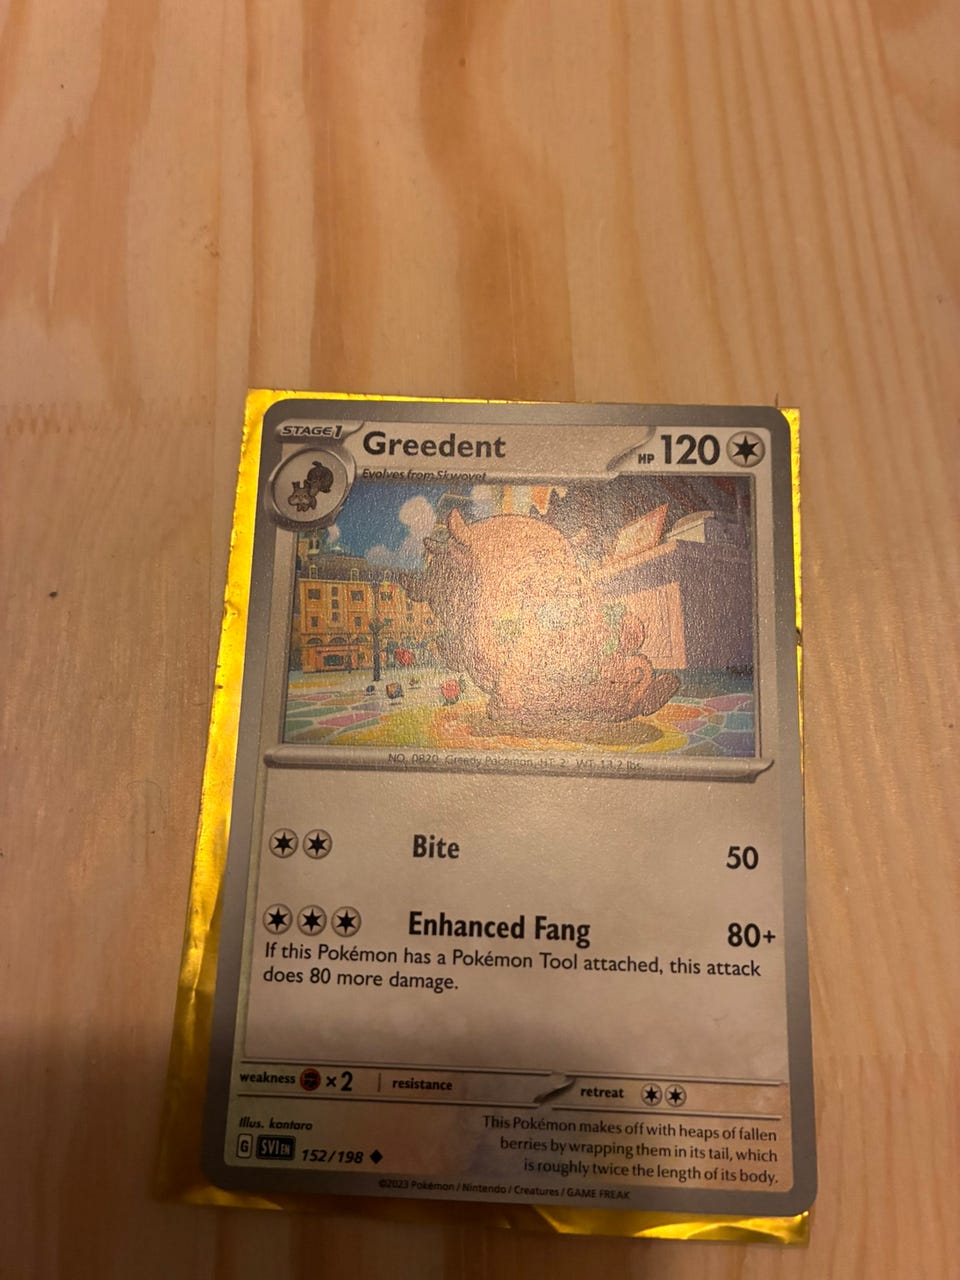 STAGE1 Greedent HP 120
Evolves from Skwovet
NO. 0820 Greedy Pokémon HT: 2' WT: 13.2 lbs.
Bite 50
Enhanced Fang 80+
If this Pokémon has a Pokémon Tool attached, this attack
does 80 more damage.
weakness ×2 resistance retreat
Illus. kantaro
G SVI EN 152/198
This Pokémon makes off with heaps of fallen
berries by wrapping them in its tail, which
is roughly twice the length of its body.
©2023 Pokémon / Nintendo / Creatures / GAME FREAK